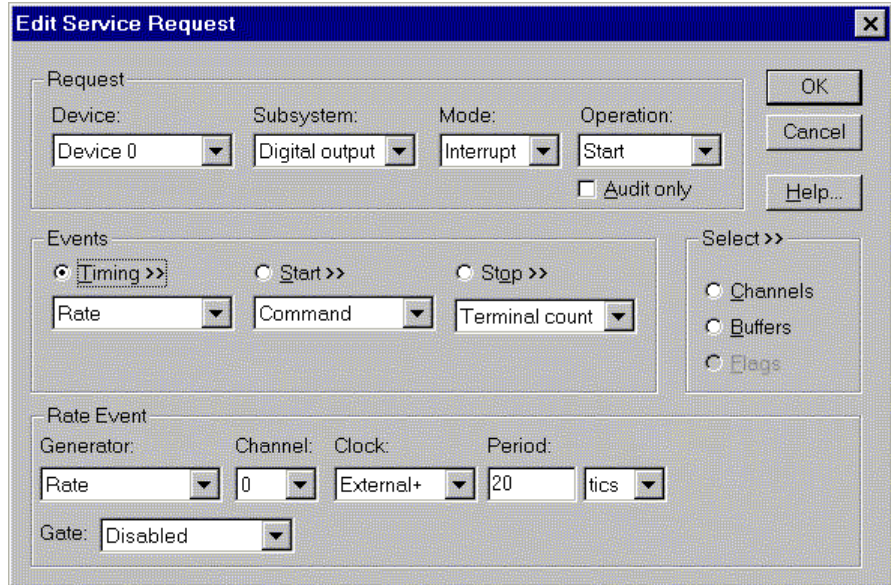 Edit Service Request
Request
OK
Device: Subsystem: Mode: Operation:
Device 0 Digital output Interrupt Start
Cancel
Audit only
Help...
Events Select >>
Timing >> Start >> Stop >>
Channels
Rate Command Terminal count
Buffers
Flags
Rate Event
Generator: Channel: Clock: Period:
Rate 0 External+ 20 tics
Gate: Disabled